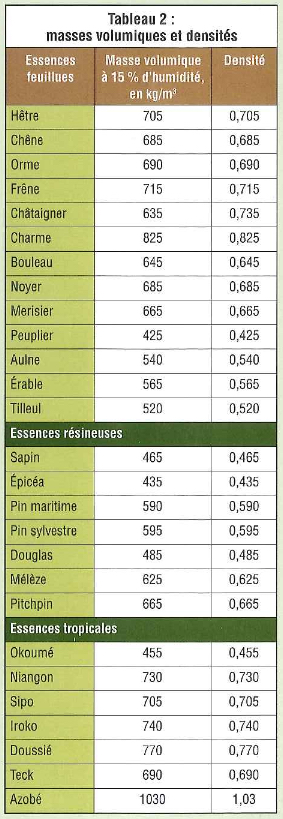 Tableau 2 :
masses volumiques et densités
Essences feuillues Masse volumique à 15 % d'humidité, en kg/m³ Densité
Hêtre 705 0,705
Chêne 685 0,685
Orme 690 0,690
Frêne 715 0,715
Châtaigner 635 0,735
Charme 825 0,825
Bouleau 645 0,645
Noyer 685 0,685
Merisier 665 0,665
Peuplier 425 0,425
Aulne 540 0,540
Érable 565 0,565
Tilleul 520 0,520
Essences résineuses
Sapin 465 0,465
Épicéa 435 0,435
Pin maritime 590 0,590
Pin sylvestre 595 0,595
Douglas 485 0,485
Mélèze 625 0,625
Pitchpin 665 0,665
Essences tropicales
Okoumé 455 0,455
Niangon 730 0,730
Sipo 705 0,705
Iroko 740 0,740
Doussié 770 0,770
Teck 690 0,690
Azobé 1030 1,03